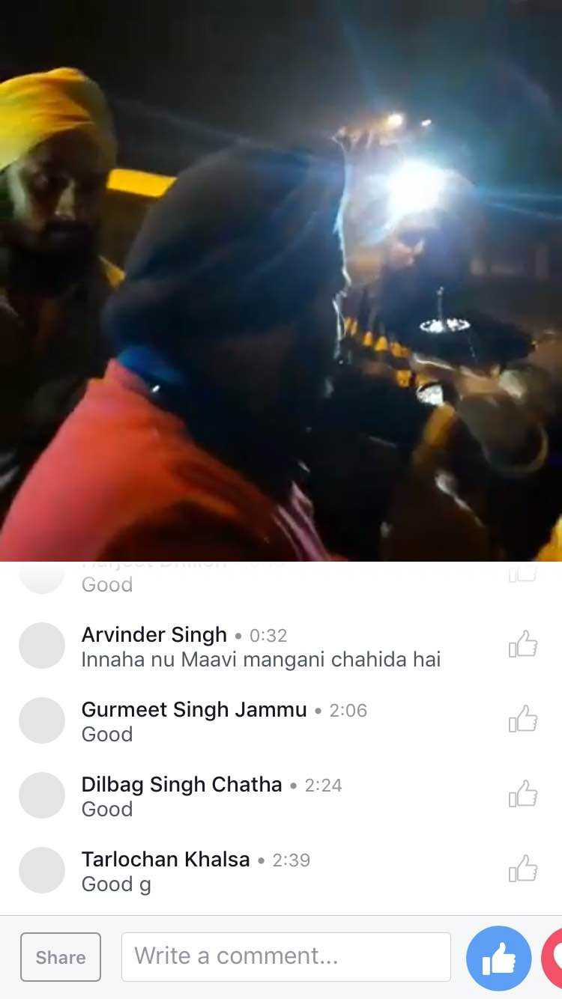 Good
Arvinder Singh • 0:32
Innaha nu Maavi mangani chahida hai
Gurmeet Singh Jammu • 2:06
Good
Dilbag Singh Chatha • 2:24
Good
Tarlochan Khalsa • 2:39
Good g
Share
Write a comment...